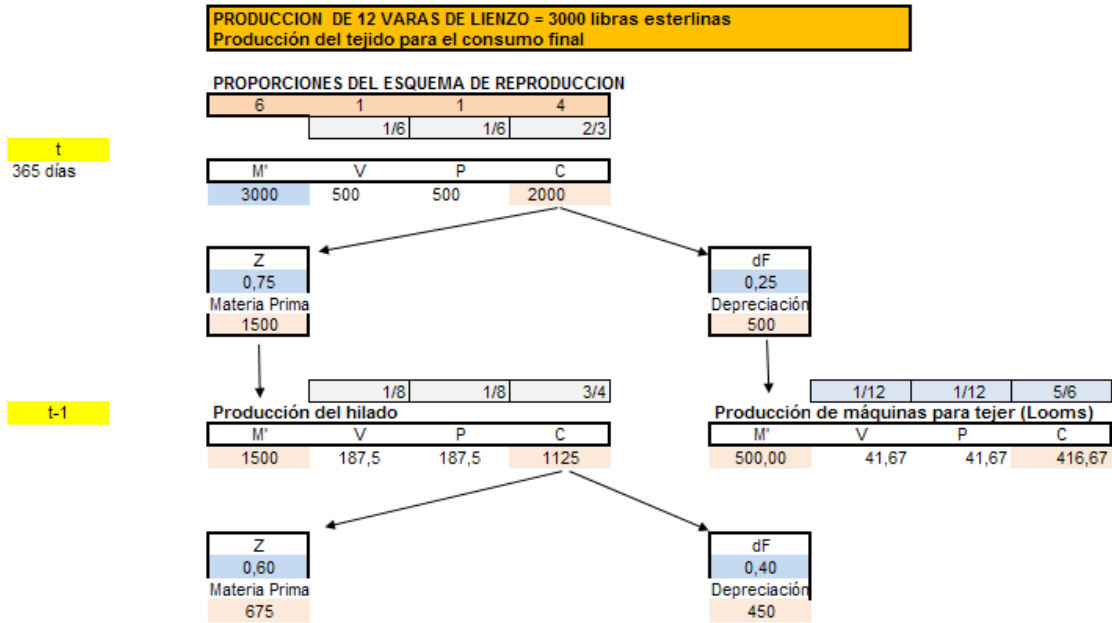 PRODUCCION DE 12 VARAS DE LIENZO = 3000 libras esterlinas
Producción del tejido para el consumo final
PROPORCIONES DEL ESQUEMA DE REPRODUCCION
6 1 1 4
1/6 1/6 2/3
t
365 días
M' V P C
3000 500 500 2000
Z dF
0,75 0,25
Materia Prima Depreciación
1500 500
1/8 1/8 3/4 1/12 1/12 5/6
t-1
Producción del hilado Producción de máquinas para tejer (Looms)
M' V P C M' V P C
1500 187,5 187,5 1125 500,00 41,67 41,67 416,67
Z dF
0,60 0,40
Materia Prima Depreciación
675 450